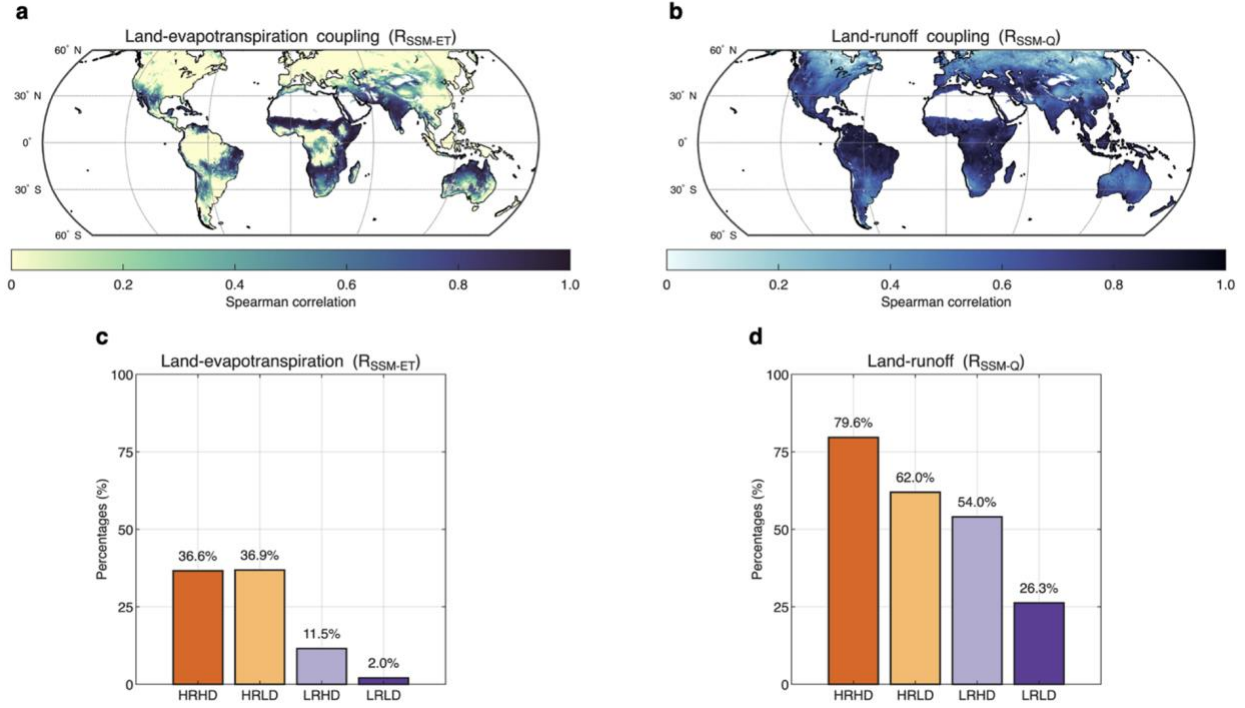 a
Land-evapotranspiration coupling (RSSM-ET)
60° N
30° N
0°
30° S
60° S
0 0.2 0.4 0.6 0.8 1.0
Spearman correlation
b
Land-runoff coupling (RSSM-Q)
60° N
30° N
0°
30° S
60° S
0 0.2 0.4 0.6 0.8 1.0
Spearman correlation
c
Land-evapotranspiration (RSSM-ET)
Percentages (%)
100
75
50
25
0
36.6% 36.9% 11.5% 2.0%
HRHD HRLD LRHD LRLD
d
Land-runoff (RSSM-Q)
Percentages (%)
100
75
50
25
0
79.6% 62.0% 54.0% 26.3%
HRHD HRLD LRHD LRLD